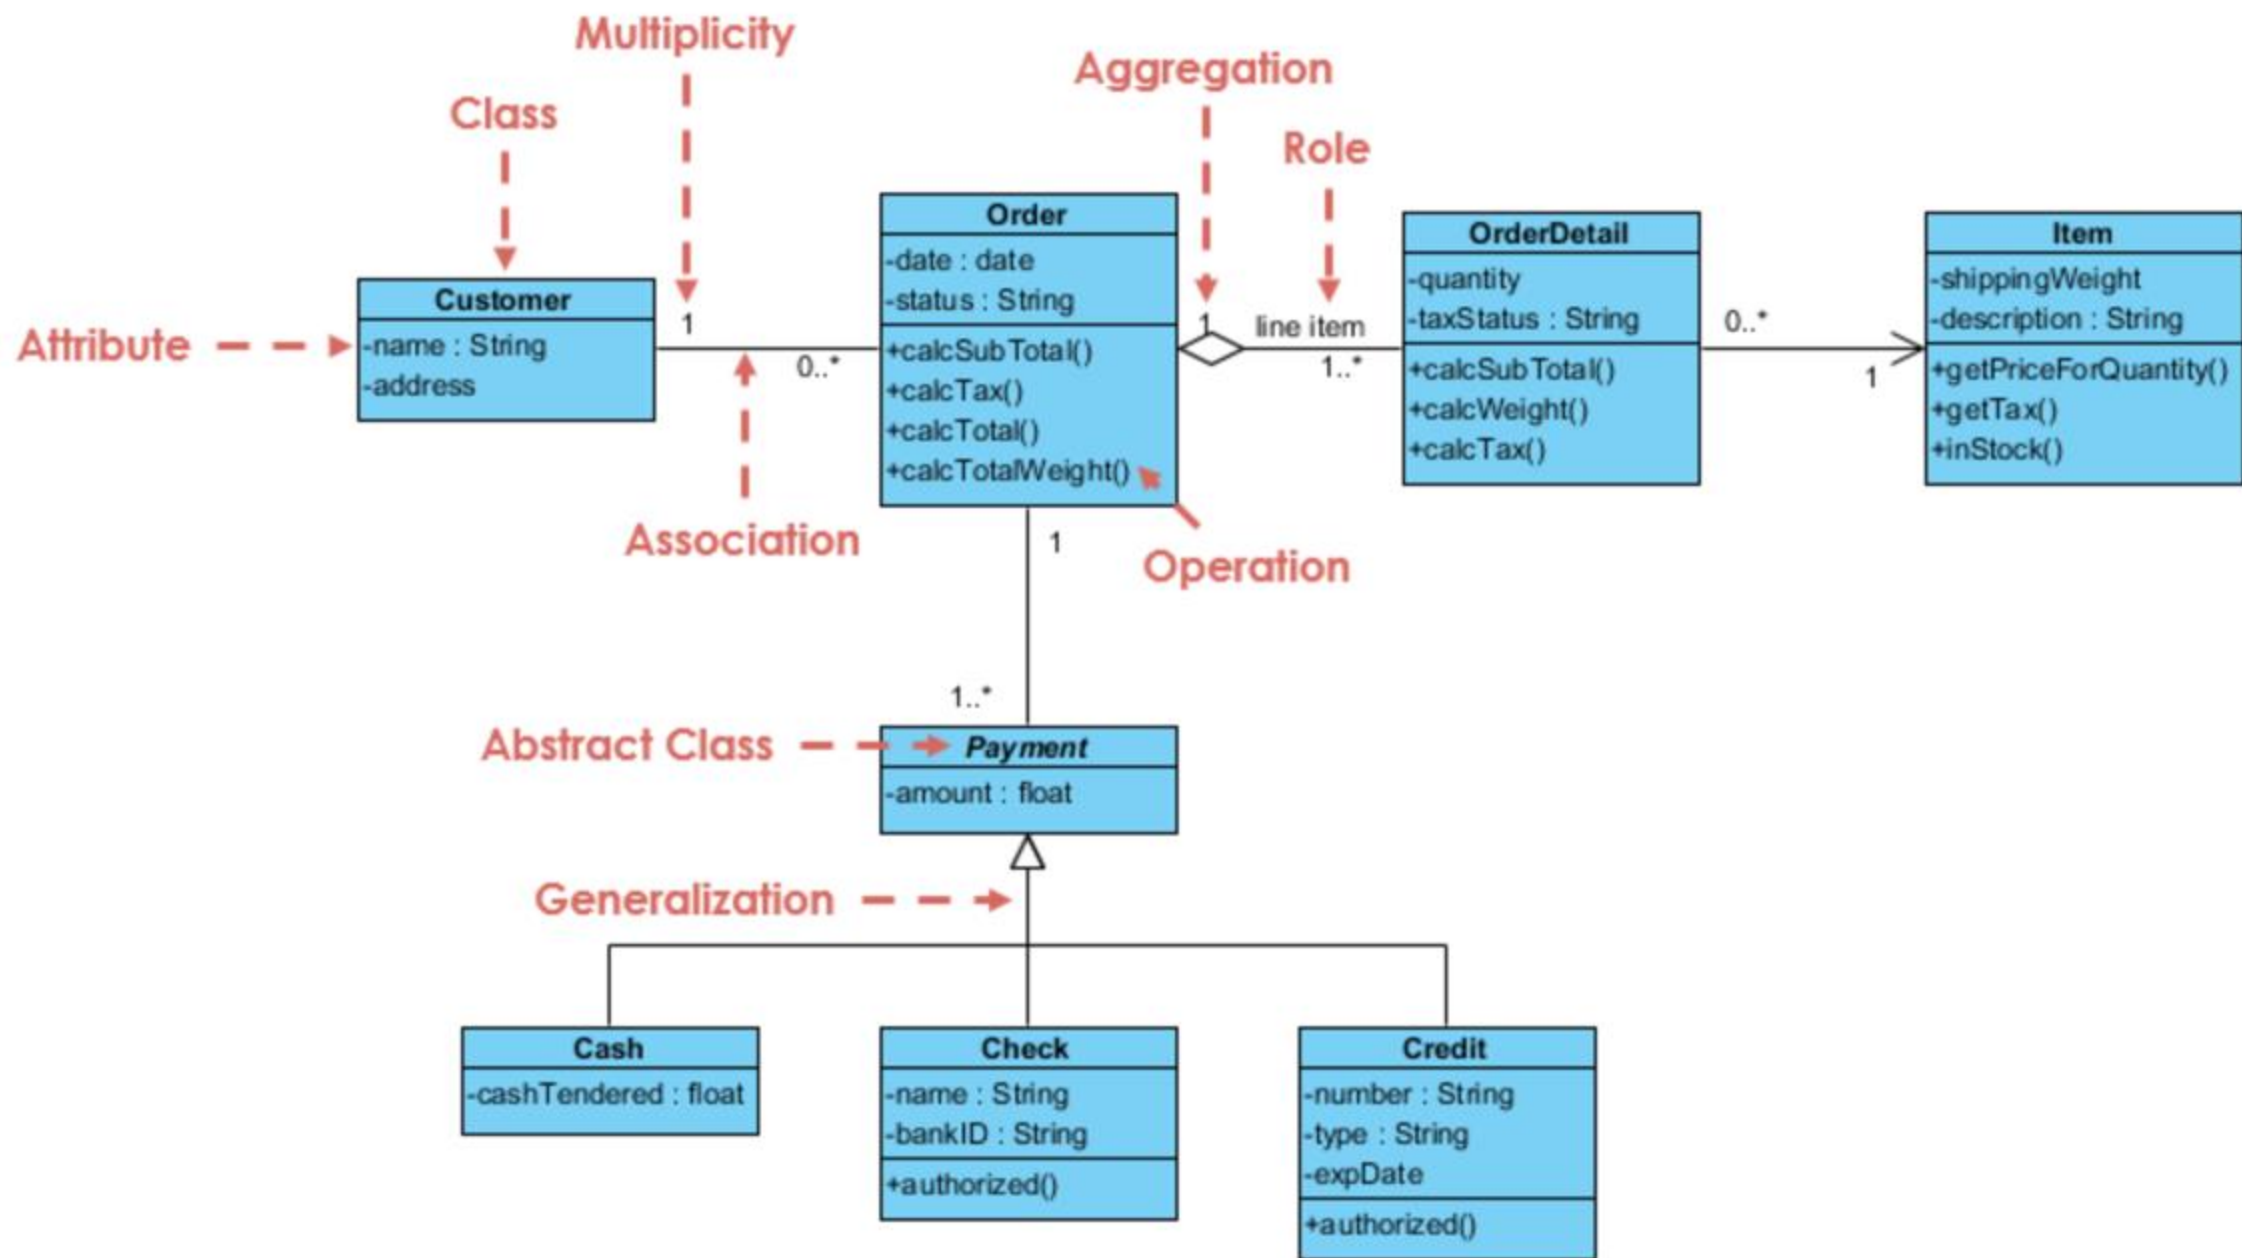 Multiplicity
Aggregation
Class
Role
Attribute
Customer
-name : String
-address
1
0..*
Association
Order
-date : date
-status : String
+calcSubTotal()
+calcTax()
+calcTotal()
+calcTotalWeight()
Operation
1
line item
1..*
OrderDetail
-quantity
-taxStatus : String
+calcSubTotal()
+calcWeight()
+calcTax()
0..*
1
Item
-shippingWeight
-description : String
+getPriceForQuantity()
+getTax()
+inStock()
1
1..*
Abstract Class
Payment
-amount : float
Generalization
Cash
-cashTendered : float
Check
-name : String
-bankID : String
+authorized()
Credit
-number : String
-type : String
-expDate
+authorized()